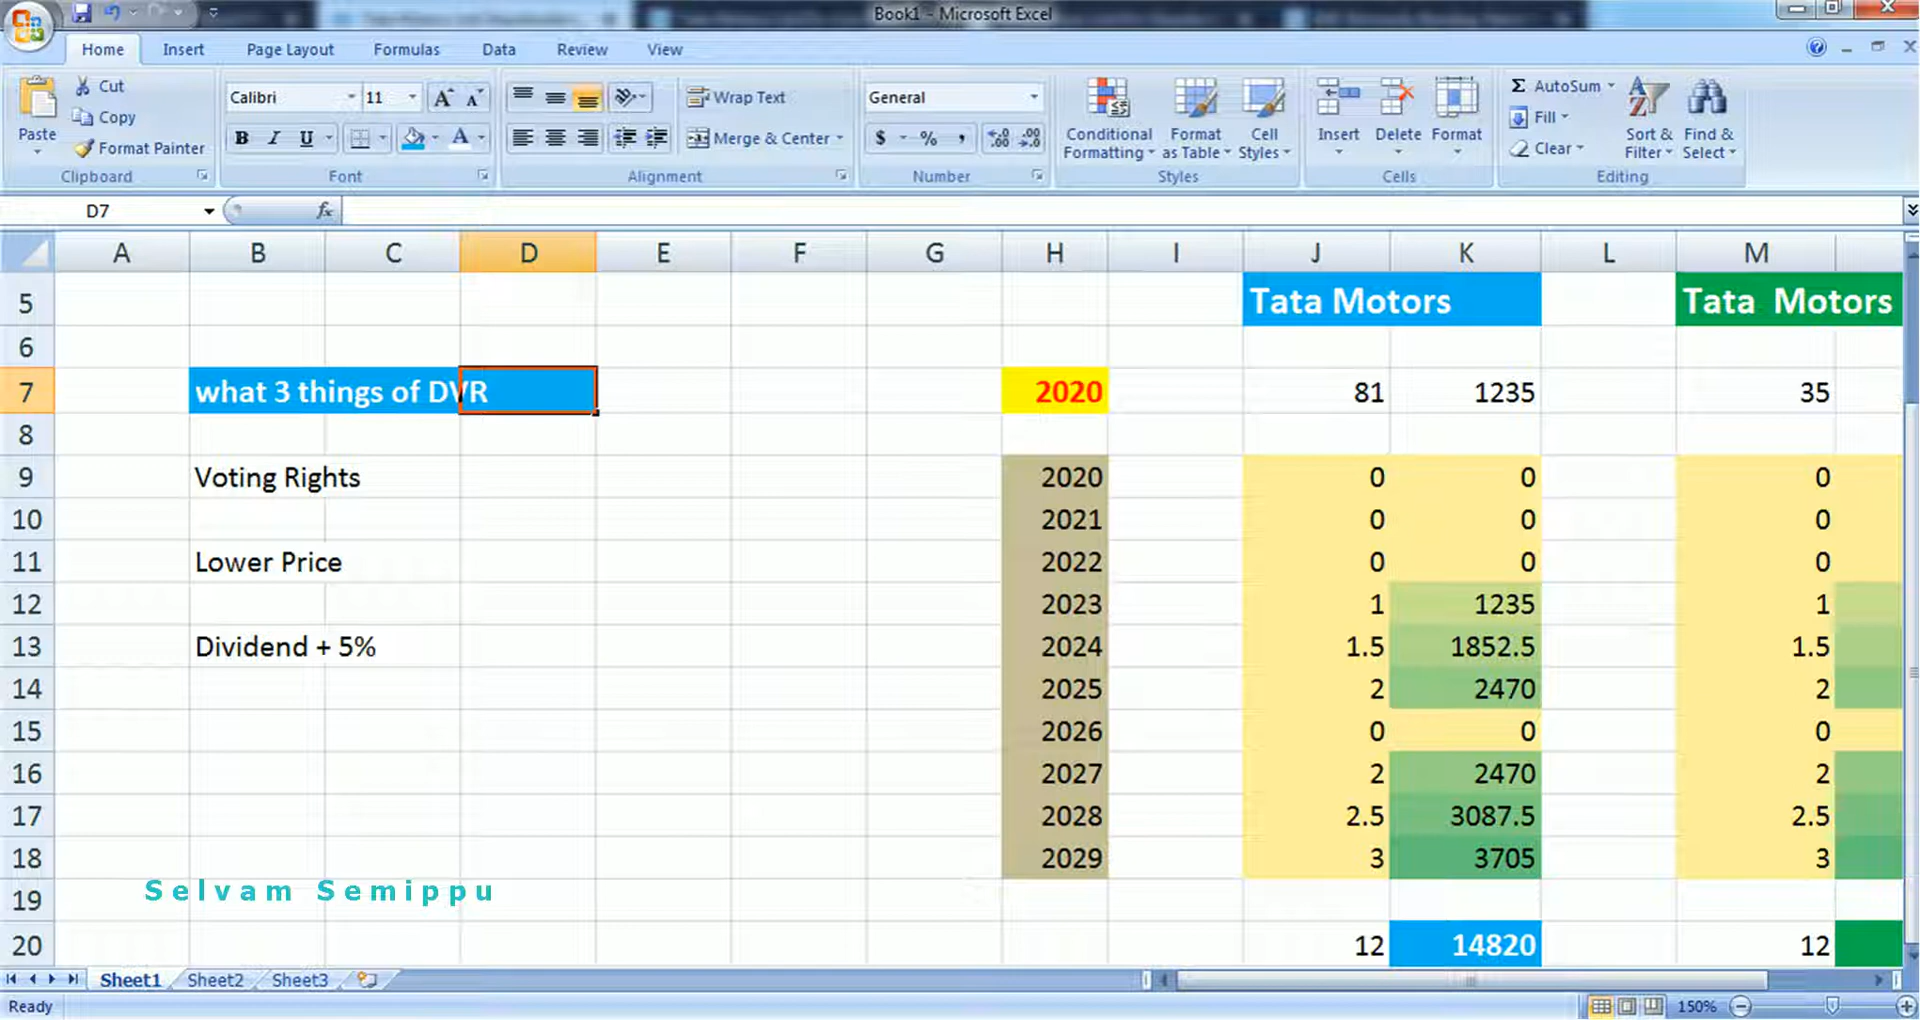 Book1 - Microsoft Excel
Home Insert Page Layout Formulas Data Review View
Paste
Cut
Copy
Format Painter
Clipboard
Calibri 11
B I U
Font
Wrap Text
Merge & Center
Alignment
General
$ % ,
Number
Conditional Formatting
Format as Table
Cell Styles
Styles
Insert Delete Format
Cells
Σ AutoSum
Fill
Clear
Sort & Filter
Find & Select
Editing
D7 fx
A B C D E F G H I J K L M
5 Tata Motors Tata Motors
6
7 what 3 things of DVR 2020 81 1235 35
8
9 Voting Rights 2020 0 0 0
10 2021 0 0 0
11 Lower Price 2022 0 0 0
12 2023 1 1235 1
13 Dividend + 5% 2024 1.5 1852.5 1.5
14 2025 2 2470 2
15 2026 0 0 0
16 2027 2 2470 2
17 2028 2.5 3087.5 2.5
18 2029 3 3705 3
Selvam Semippu
19
20 12 14820 12
Sheet1 Sheet2 Sheet3
Ready 150%